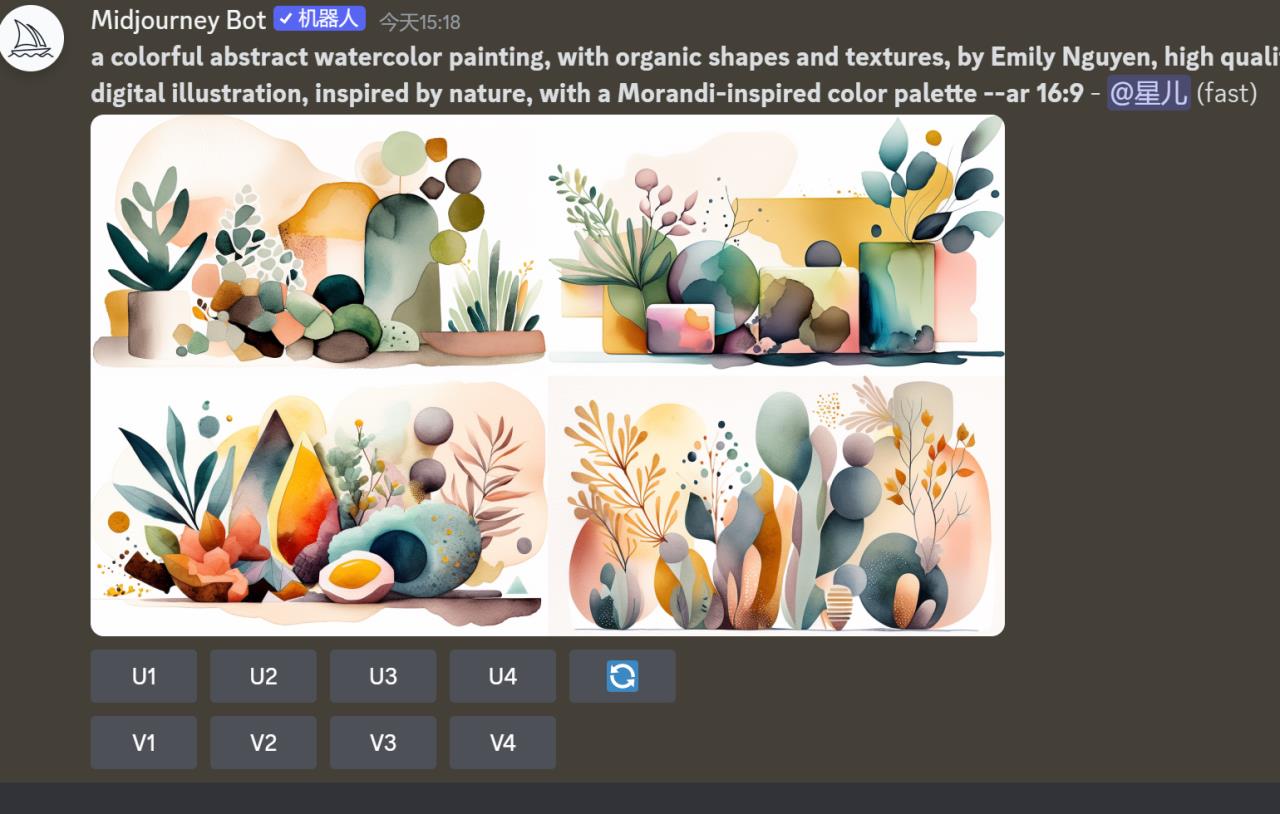 Midjourney Bot ✓ 机器人 今天15:18
a colorful abstract watercolor painting, with organic shapes and textures, by Emily Nguyen, high quali
digital illustration, inspired by nature, with a Morandi-inspired color palette --ar 16:9 - @星儿 (fast)
U1 U2 U3 U4
V1 V2 V3 V4